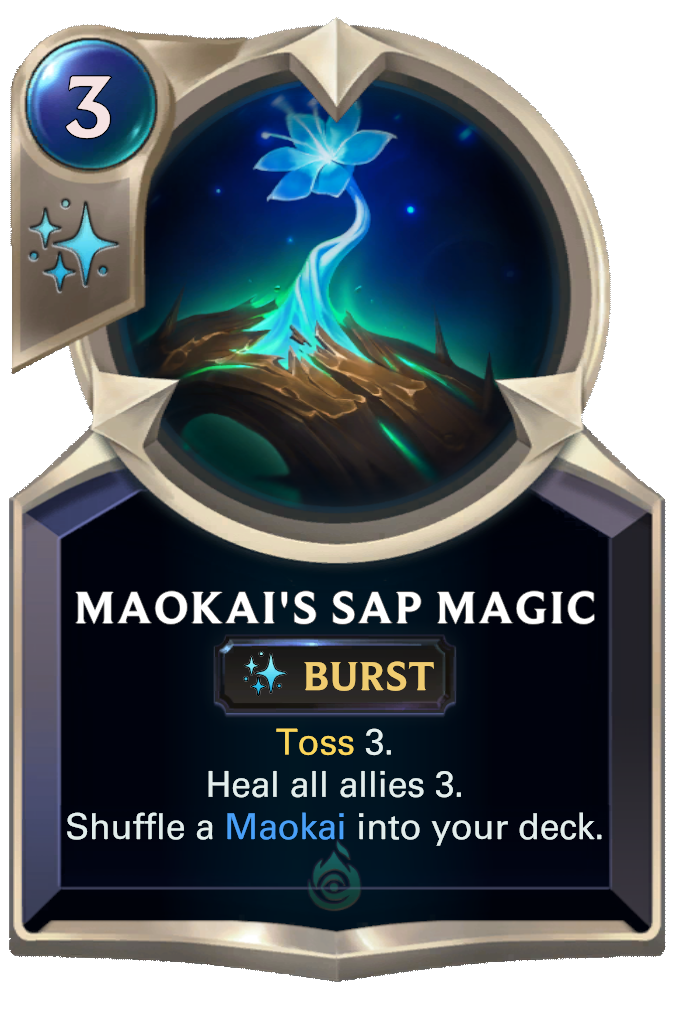 3
MAOKAI'S SAP MAGIC
BURST
Toss 3.
Heal all allies 3.
Shuffle a Maokai into your deck.